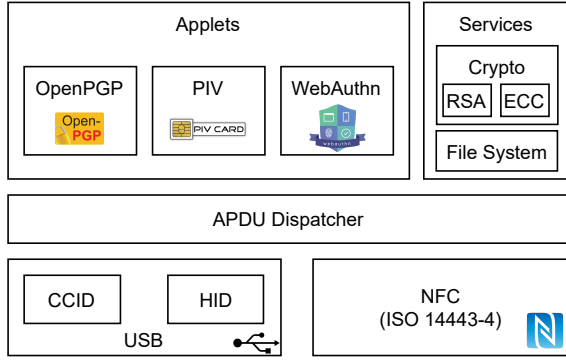 Applets
OpenPGP
Open-
PGP
PIV
PIV CARD
WebAuthn
webauthn
Services
Crypto
RSA
ECC
File System
APDU Dispatcher
CCID
HID
USB
NFC
(ISO 14443-4)